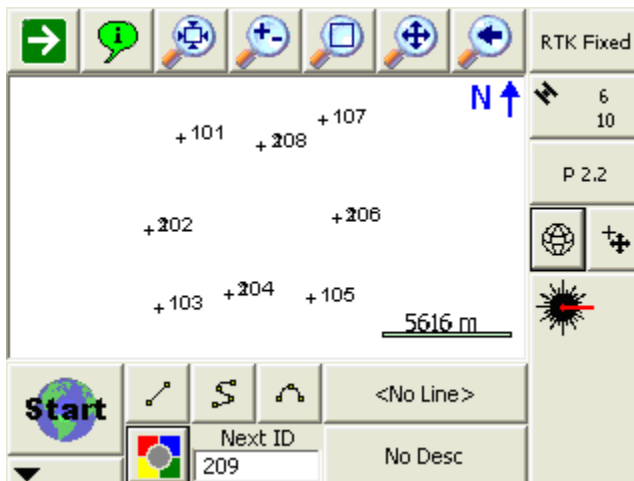 RTK Fixed
N
6
10
107
101
208
P 2.2
206
202
204
105
103
5616 m
Start
<No Line>
Next ID
209
No Desc